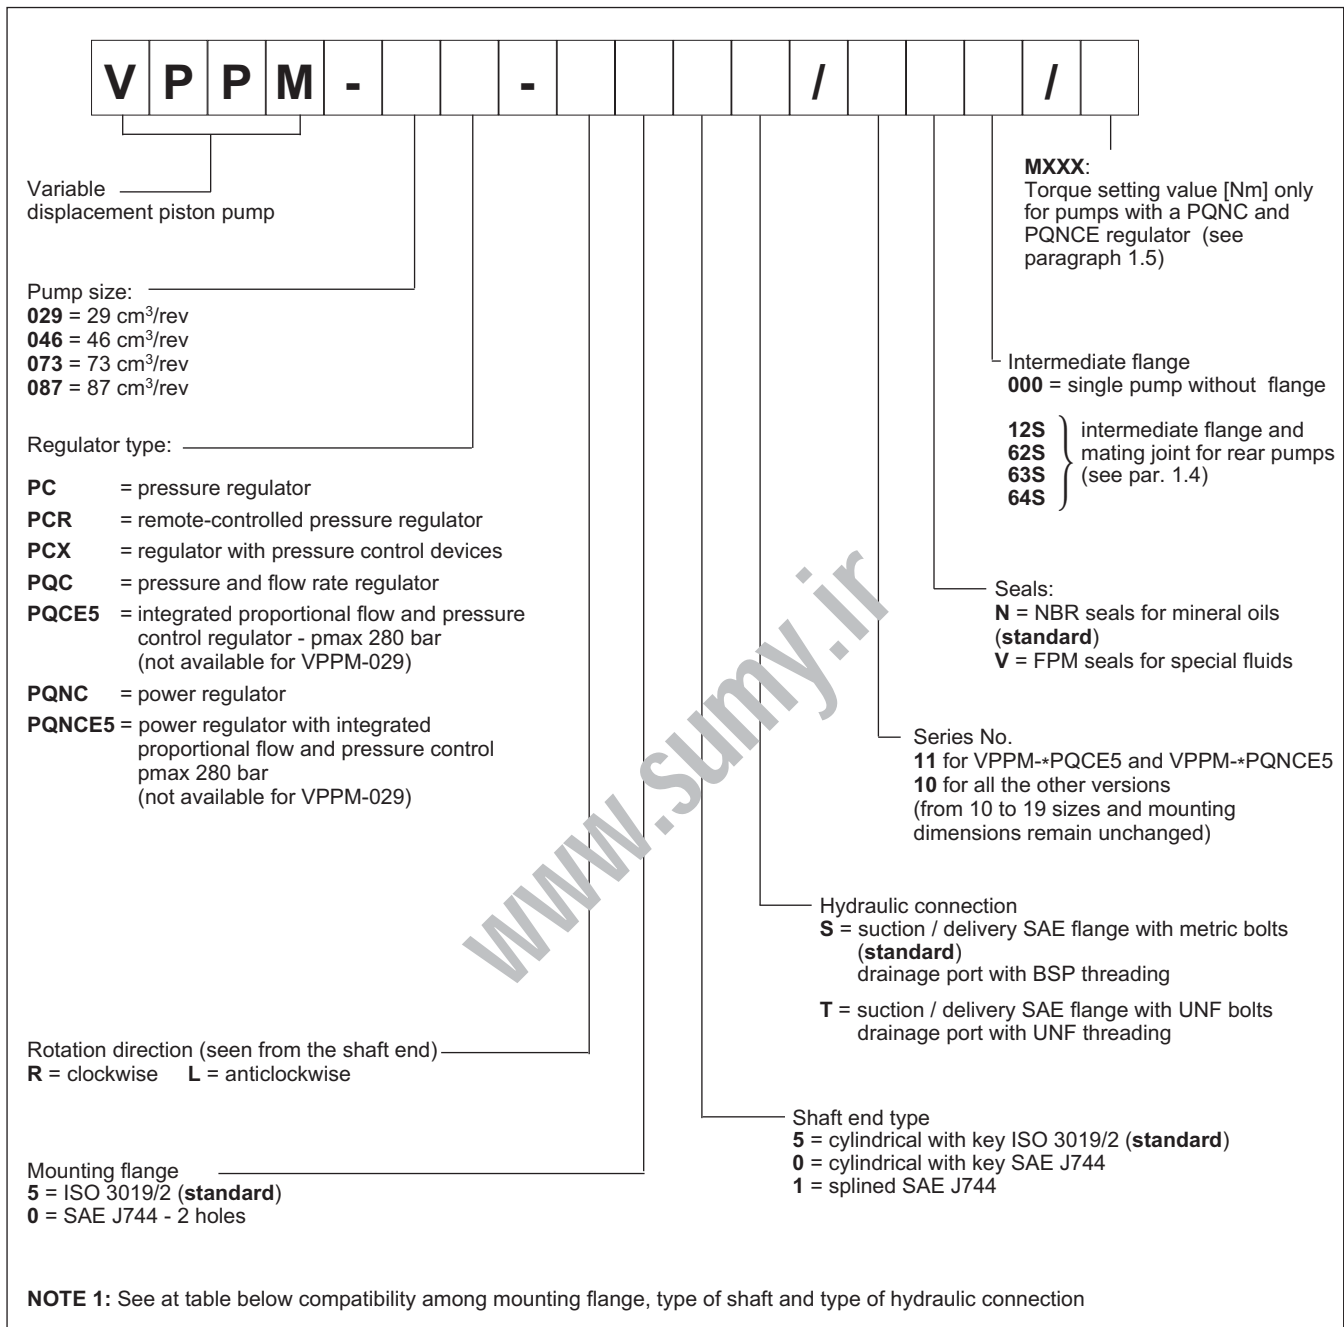 VPPM- - / /
Variable
displacement piston pump
MXXX:
Torque setting value [Nm] only
for pumps with a PQNC and
PQNCE regulator (see
paragraph 1.5)
Pump size:
029 = 29 cm³/rev
046 = 46 cm³/rev
073 = 73 cm³/rev
087 = 87 cm³/rev
Intermediate flange
000 = single pump without flange
12S
62S
63S
64S
intermediate flange and
mating joint for rear pumps
(see par. 1.4)
Regulator type:
PC = pressure regulator
PCR = remote-controlled pressure regulator
PCX = regulator with pressure control devices
PQC = pressure and flow rate regulator
PQCE5 = integrated proportional flow and pressure
control regulator - pmax 280 bar
(not available for VPPM-029)
PQNC = power regulator
PQNCE5 = power regulator with integrated
proportional flow and pressure control
pmax 280 bar
(not available for VPPM-029)
Seals:
N = NBR seals for mineral oils
(standard)
V = FPM seals for special fluids
Series No.
11 for VPPM-*PQCE5 and VPPM-*PQNCE5
10 for all the other versions
(from 10 to 19 sizes and mounting
dimensions remain unchanged)
www.sumy.ir
Hydraulic connection
S = suction / delivery SAE flange with metric bolts
(standard)
drainage port with BSP threading
T = suction / delivery SAE flange with UNF bolts
drainage port with UNF threading
Rotation direction (seen from the shaft end)
R = clockwise L = anticlockwise
Shaft end type
5 = cylindrical with key ISO 3019/2 (standard)
0 = cylindrical with key SAE J744
1 = splined SAE J744
Mounting flange
5 = ISO 3019/2 (standard)
0 = SAE J744 - 2 holes
NOTE 1: See at table below compatibility among mounting flange, type of shaft and type of hydraulic connection